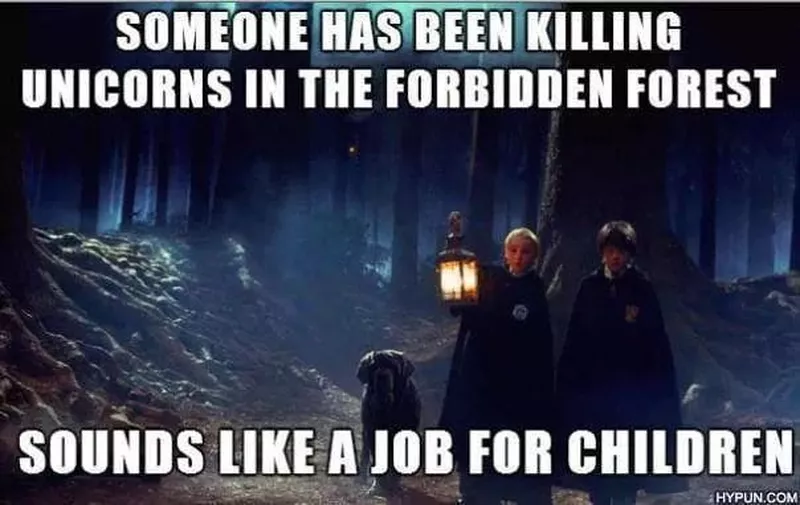 SOMEONE HAS BEEN KILLING
UNICORNS IN THE FORBIDDEN FOREST
SOUNDS LIKE A JOB FOR CHILDREN
HYPUN.COM